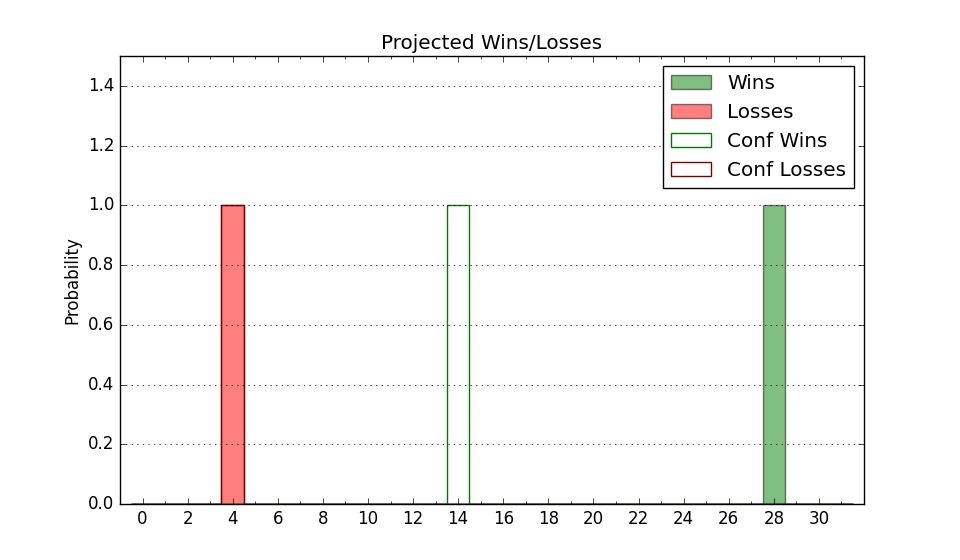 Projected Wins/Losses
Wins
Losses
Conf Wins
Conf Losses
Probability
1.4
1.2
1.0
0.8
0.6
0.4
0.2
0.0
0 2 4 6 8 10 12 14 16 18 20 22 24 26 28 30